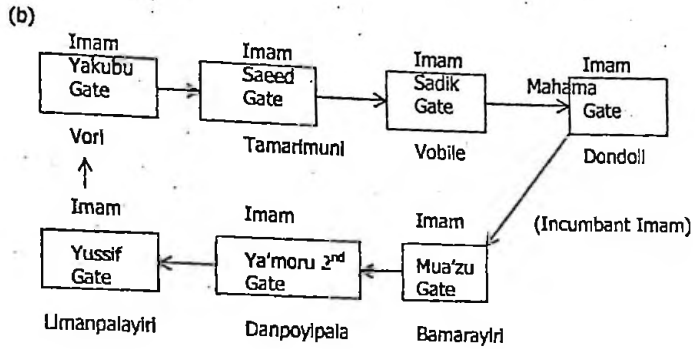 (b)
Imam
Yakubu
Gate
Vori
Imam
Saeed
Gate
Tamarimuni
Imam
Sadik
Gate
Vobile
Imam
Mahama
Gate
Dondoli
(Incumbant Imam)
Imam
Yussif
Gate
Limanpalayiri
Imam
Ya'moru 2nd
Gate
Danpoyipala
Imam
Mua'zu
Gate
Bamarayiri